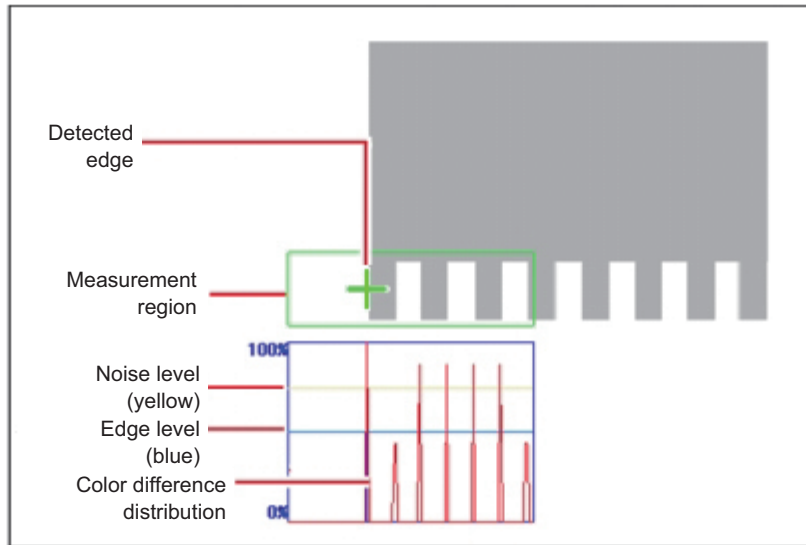 Detected
edge
Measurement
region
100%
Noise level
(yellow)
Edge level
(blue)
Color difference
distribution
0%